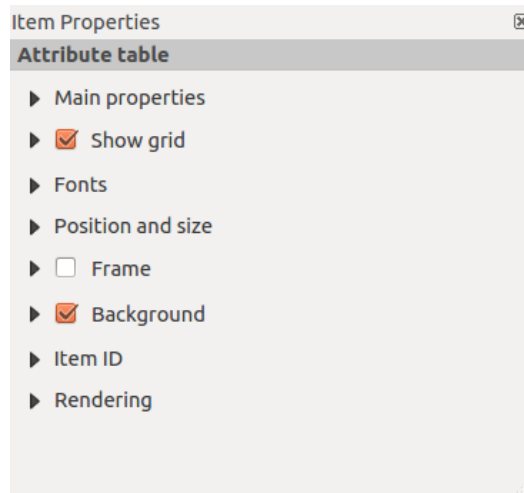 Item Properties
Attribute table
Main properties
Show grid
Fonts
Position and size
Frame
Background
Item ID
Rendering